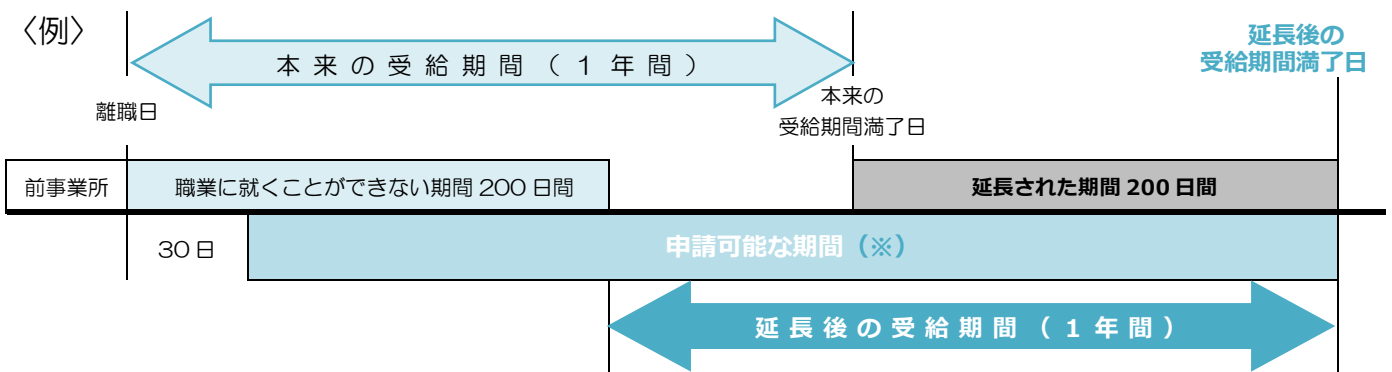 〈例〉
本来の受給期間（１年間）
延長後の
受給期間満了日
離職日
本来の
受給期間満了日
前事業所
職業に就くことができない期間 200 日間
延長された期間 200 日間
30 日
申請可能な期間（※）
延長後の受給期間（１年間）